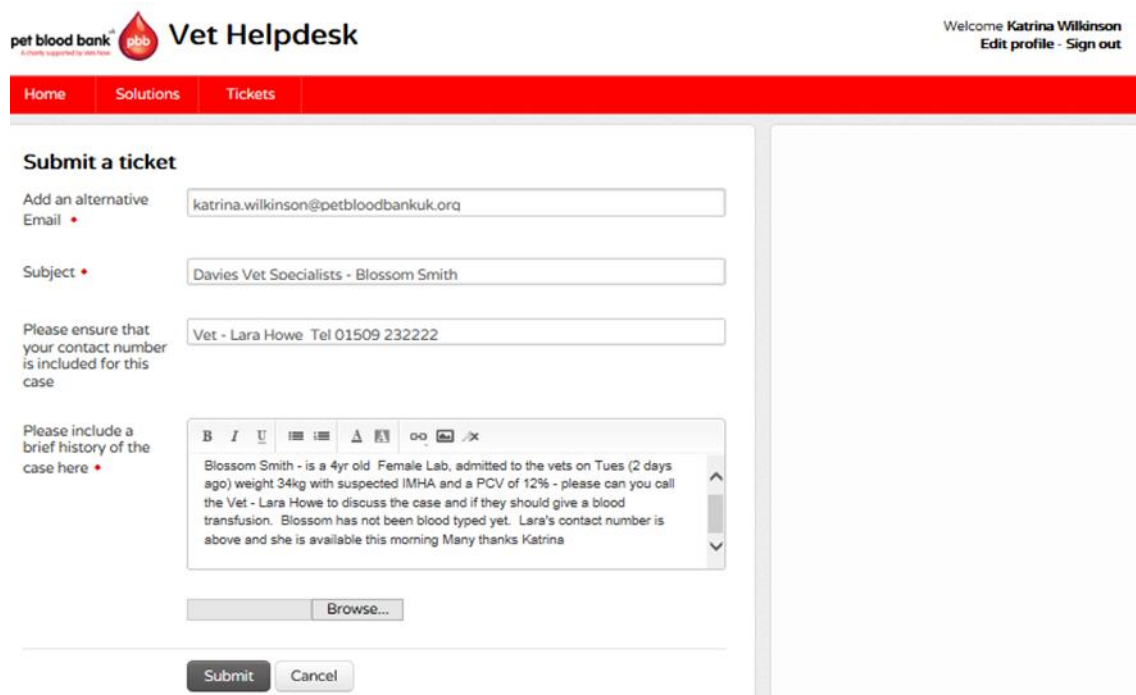 pet blood bank uk
A charity supported by Vets Now
pbb
Vet Helpdesk
Welcome Katrina Wilkinson
Edit profile - Sign out
Home Solutions Tickets
Submit a ticket
Add an alternative
Email
katrina.wilkinson@petbloodbankuk.org
Subject
Davies Vet Specialists - Blossom Smith
Please ensure that
your contact number
is included for this
case
Vet - Lara Howe Tel 01509 232222
Please include a
brief history of the
case here
B I U A A
Blossom Smith - is a 4yr old Female Lab, admitted to the vets on Tues (2 days
ago) weight 34kg with suspected IMHA and a PCV of 12% - please can you call
the Vet - Lara Howe to discuss the case and if they should give a blood
transfusion. Blossom has not been blood typed yet. Lara's contact number is
above and she is available this morning Many thanks Katrina
Browse...
Submit Cancel